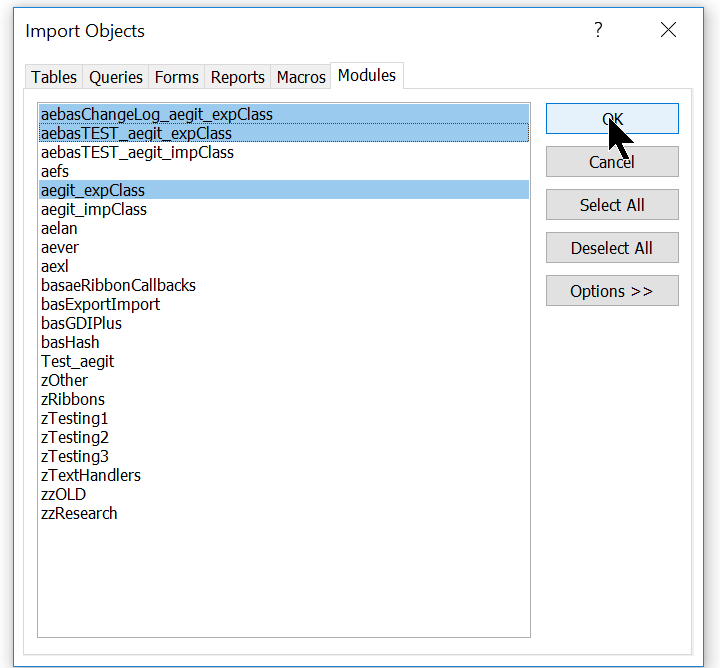 Import Objects
?
Tables Queries Forms Reports Macros Modules
aebasChangeLog_aegit_expClass
aebasTEST_aegit_expClass
aebasTEST_aegit_impClass
aefs
aegit_expClass
aegit_impClass
aelan
aever
aexl
basaeRibbonCallbacks
basExportImport
basGDIPlus
basHash
Test_aegit
zOther
zRibbons
zTesting1
zTesting2
zTesting3
zTextHandlers
zzOLD
zzResearch
OK
Cancel
Select All
Deselect All
Options >>